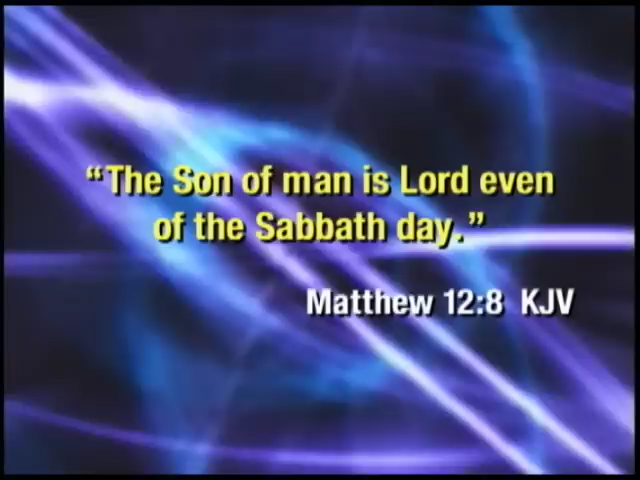 “The Son of man is Lord even
of the Sabbath day.”
Matthew 12:8 KJV